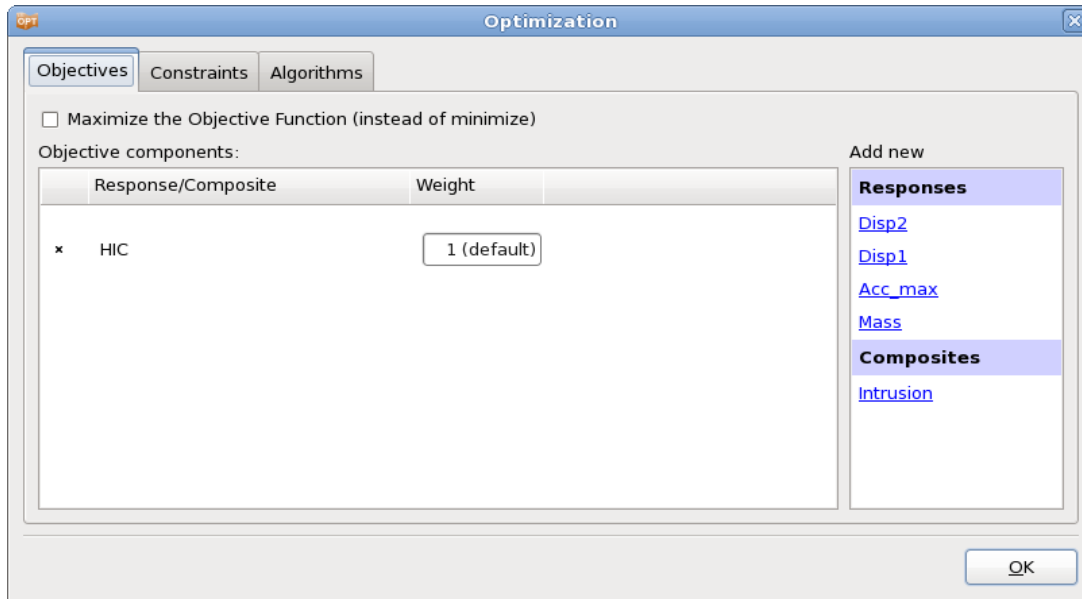 OPT Optimization
Objectives Constraints Algorithms
Maximize the Objective Function (instead of minimize)
Objective components: Add new
Response/Composite Weight Responses
Disp2
HIC 1 (default)
Disp1
Acc_max
Mass
Composites
Intrusion
OK